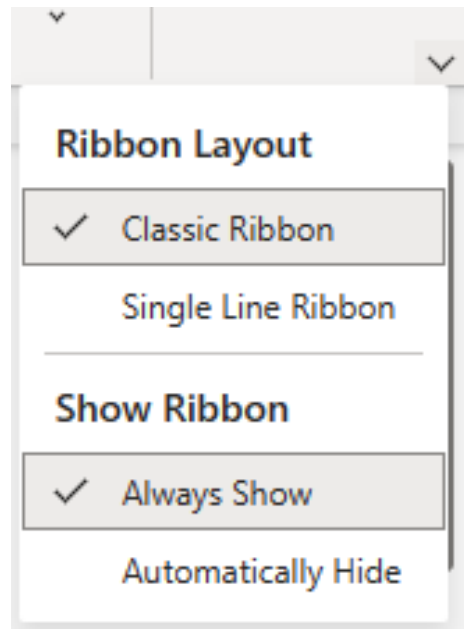 Ribbon Layout
Classic Ribbon
Single Line Ribbon
Show Ribbon
Always Show
Automatically Hide